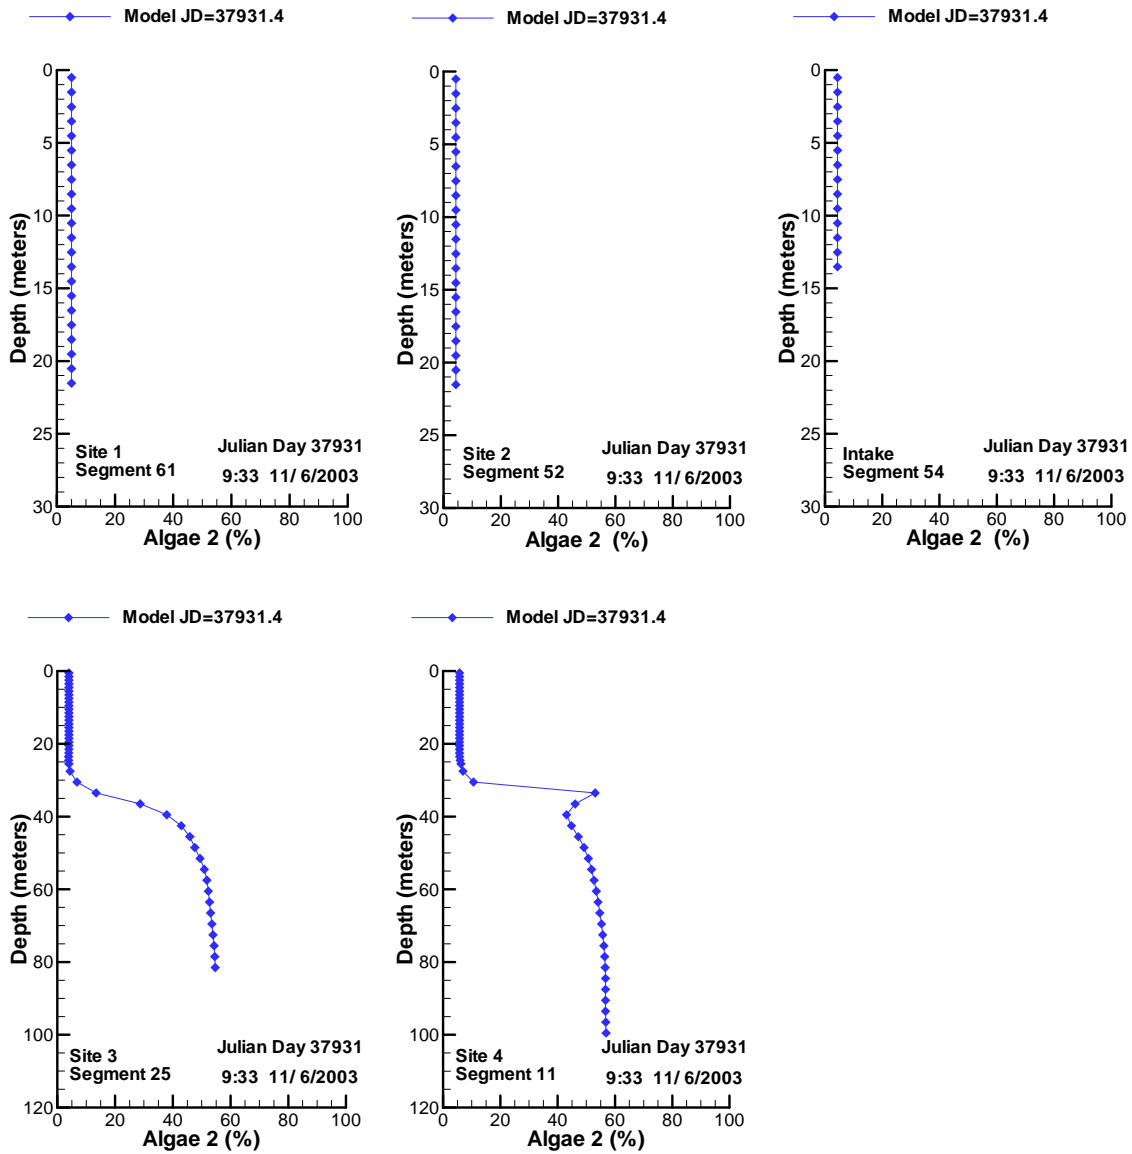 Model JD=37931.4
0
5
10
15
20
25
30
Depth (meters)
Site 1
Segment 61
Julian Day 37931
9:33 11/ 6/2003
0 20 40 60 80 100
Algae 2 (%)
Model JD=37931.4
0
5
10
15
20
25
30
Depth (meters)
Site 2
Segment 52
Julian Day 37931
9:33 11/ 6/2003
0 20 40 60 80 100
Algae 2 (%)
Model JD=37931.4
0
5
10
15
20
25
30
Depth (meters)
Intake
Segment 54
Julian Day 37931
9:33 11/ 6/2003
0 20 40 60 80 100
Algae 2 (%)
Model JD=37931.4
0
20
40
60
80
100
120
Depth (meters)
Site 3
Segment 25
Julian Day 37931
9:33 11/ 6/2003
0 20 40 60 80 100
Algae 2 (%)
Model JD=37931.4
0
20
40
60
80
100
120
Depth (meters)
Site 4
Segment 11
Julian Day 37931
9:33 11/ 6/2003
0 20 40 60 80 100
Algae 2 (%)